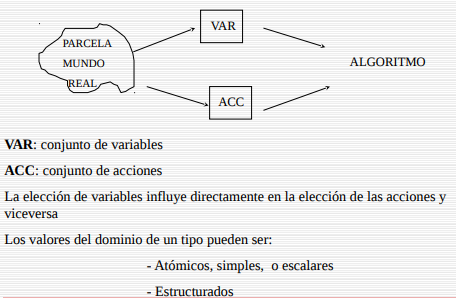 PARCELA
MUNDO
REAL
VAR
ACC
ALGORITMO
VAR: conjunto de variables
ACC: conjunto de acciones
La elección de variables influye directamente en la elección de las acciones y
viceversa
Los valores del dominio de un tipo pueden ser:
- Atómicos, simples, o escalares
- Estructurados